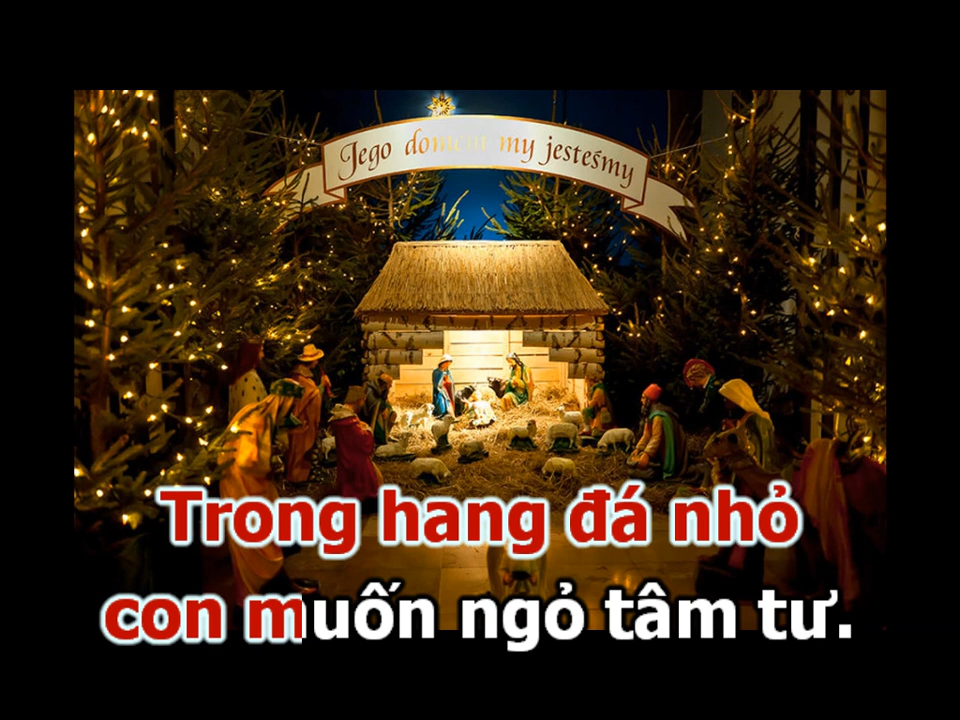 Jego domem my jesteśmy
Trong hang đá nhỏ
con muốn ngỏ tâm tư.